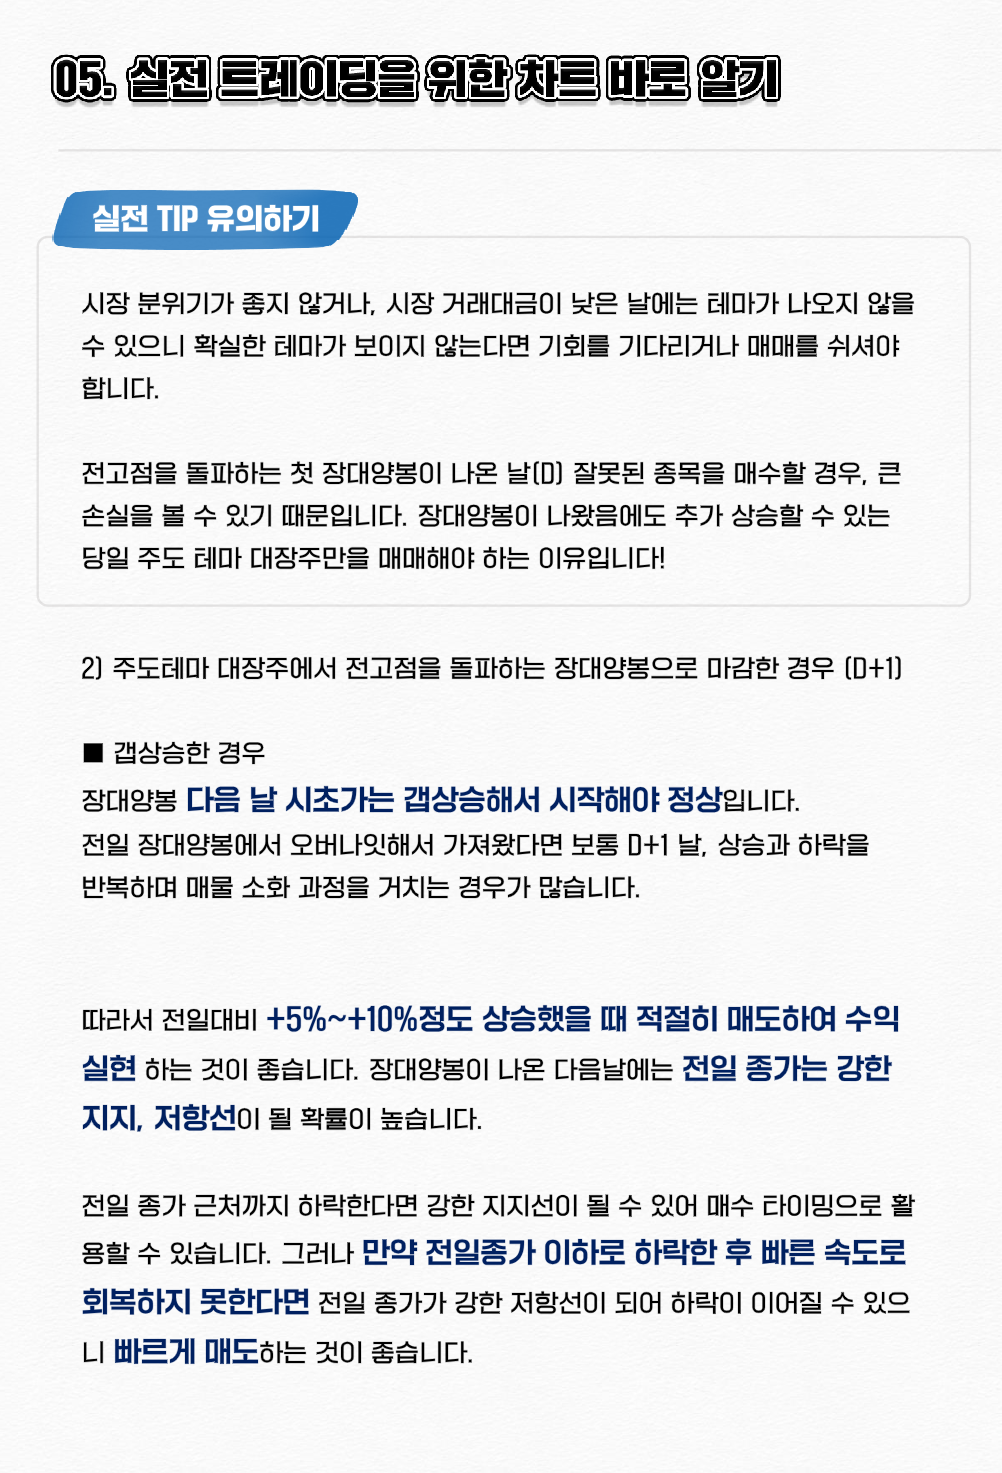 05. 실전 트레이딩을 위한 차트 바로 알기
실전 TIP 유의하기
시장 분위기가 좋지 않거나, 시장 거래대금이 낮은 날에는 테마가 나오지 않을
수 있으니 확실한 테마가 보이지 않는다면 기회를 기다리거나 매매를 쉬셔야
합니다.
전고점을 돌파하는 첫 장대양봉이 나온 날(D) 잘못된 종목을 매수할 경우, 큰
손실을 볼 수 있기 때문입니다. 장대양봉이 나왔음에도 추가 상승할 수 있는
당일 주도 테마 대장주만을 매매해야 하는 이유입니다!
2) 주도테마 대장주에서 전고점을 돌파하는 장대양봉으로 마감한 경우 (D+1)
■ 갭상승한 경우
장대양봉 다음 날 시초가는 갭상승해서 시작해야 정상입니다.
전일 장대양봉에서 오버나잇해서 가져왔다면 보통 D+1 날, 상승과 하락을
반복하며 매물 소화 과정을 거치는 경우가 많습니다.
따라서 전일대비 +5%~+10%정도 상승했을 때 적절히 매도하여 수익
실현 하는 것이 좋습니다. 장대양봉이 나온 다음날에는 전일 종가는 강한
지지, 저항선이 될 확률이 높습니다.
전일 종가 근처까지 하락한다면 강한 지지선이 될 수 있어 매수 타이밍으로 활
용할 수 있습니다. 그러나 만약 전일종가 이하로 하락한 후 빠른 속도로
회복하지 못한다면 전일 종가가 강한 저항선이 되어 하락이 이어질 수 있으
니 빠르게 매도하는 것이 좋습니다.